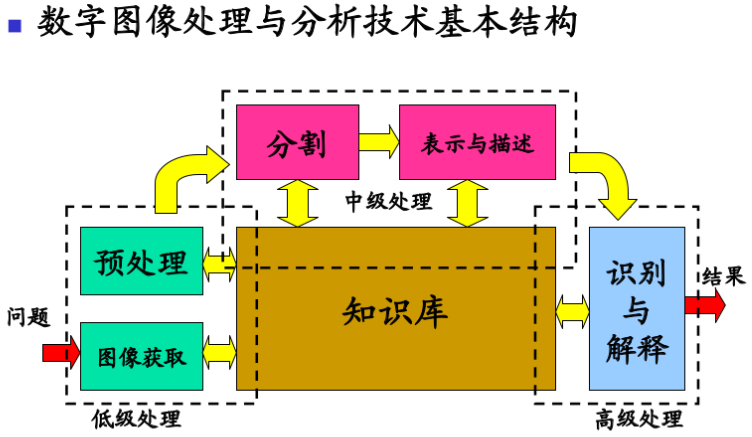 数字图像处理与分析技术基本结构
分割
表示与描述
中级处理
预处理
知识库
识别
与
解释
结果
问题
图像获取
低级处理
高级处理